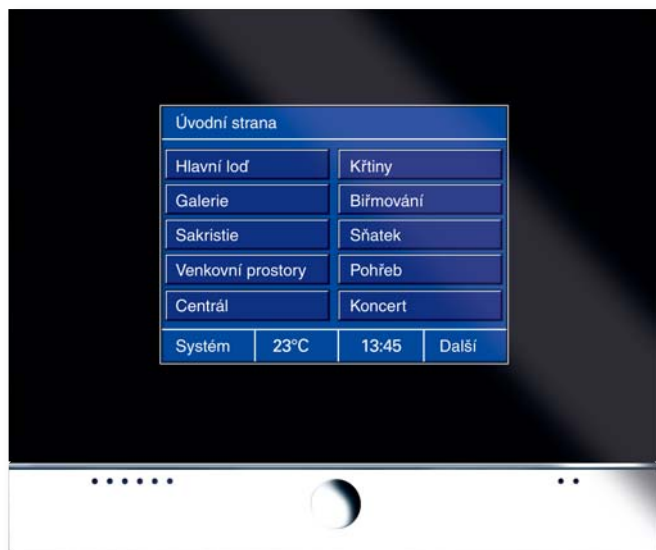 Úvodní strana
Hlavní loď
Křtiny
Galerie
Biřmování
Sakristie
Sňatek
Venkovní prostory
Pohřeb
Centrál
Koncert
Systém 23°C 13:45 Další